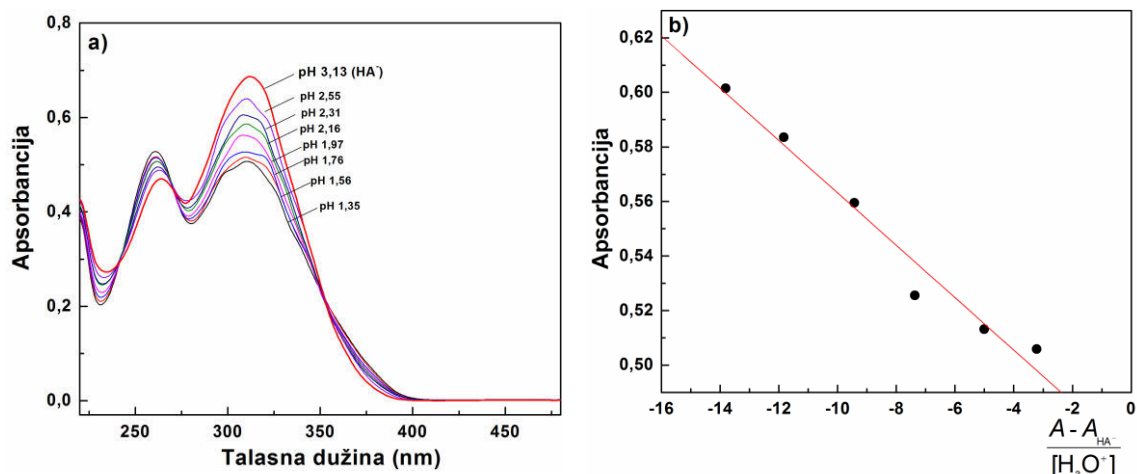 a)
Apsorbancija
0,8
0,6
0,4
0,2
0,0
pH 3,13 (HA⁻)
pH 2,55
pH 2,31
pH 2,16
pH 1,97
pH 1,76
pH 1,56
pH 1,35
250 300 350 400 450
Talasna dužina (nm)
b)
Apsorbancija
0,62
0,60
0,58
0,56
0,54
0,52
0,50
-16 -14 -12 -10 -8 -6 -4 -2 0
A - A_HA⁻
[H₃O⁺]